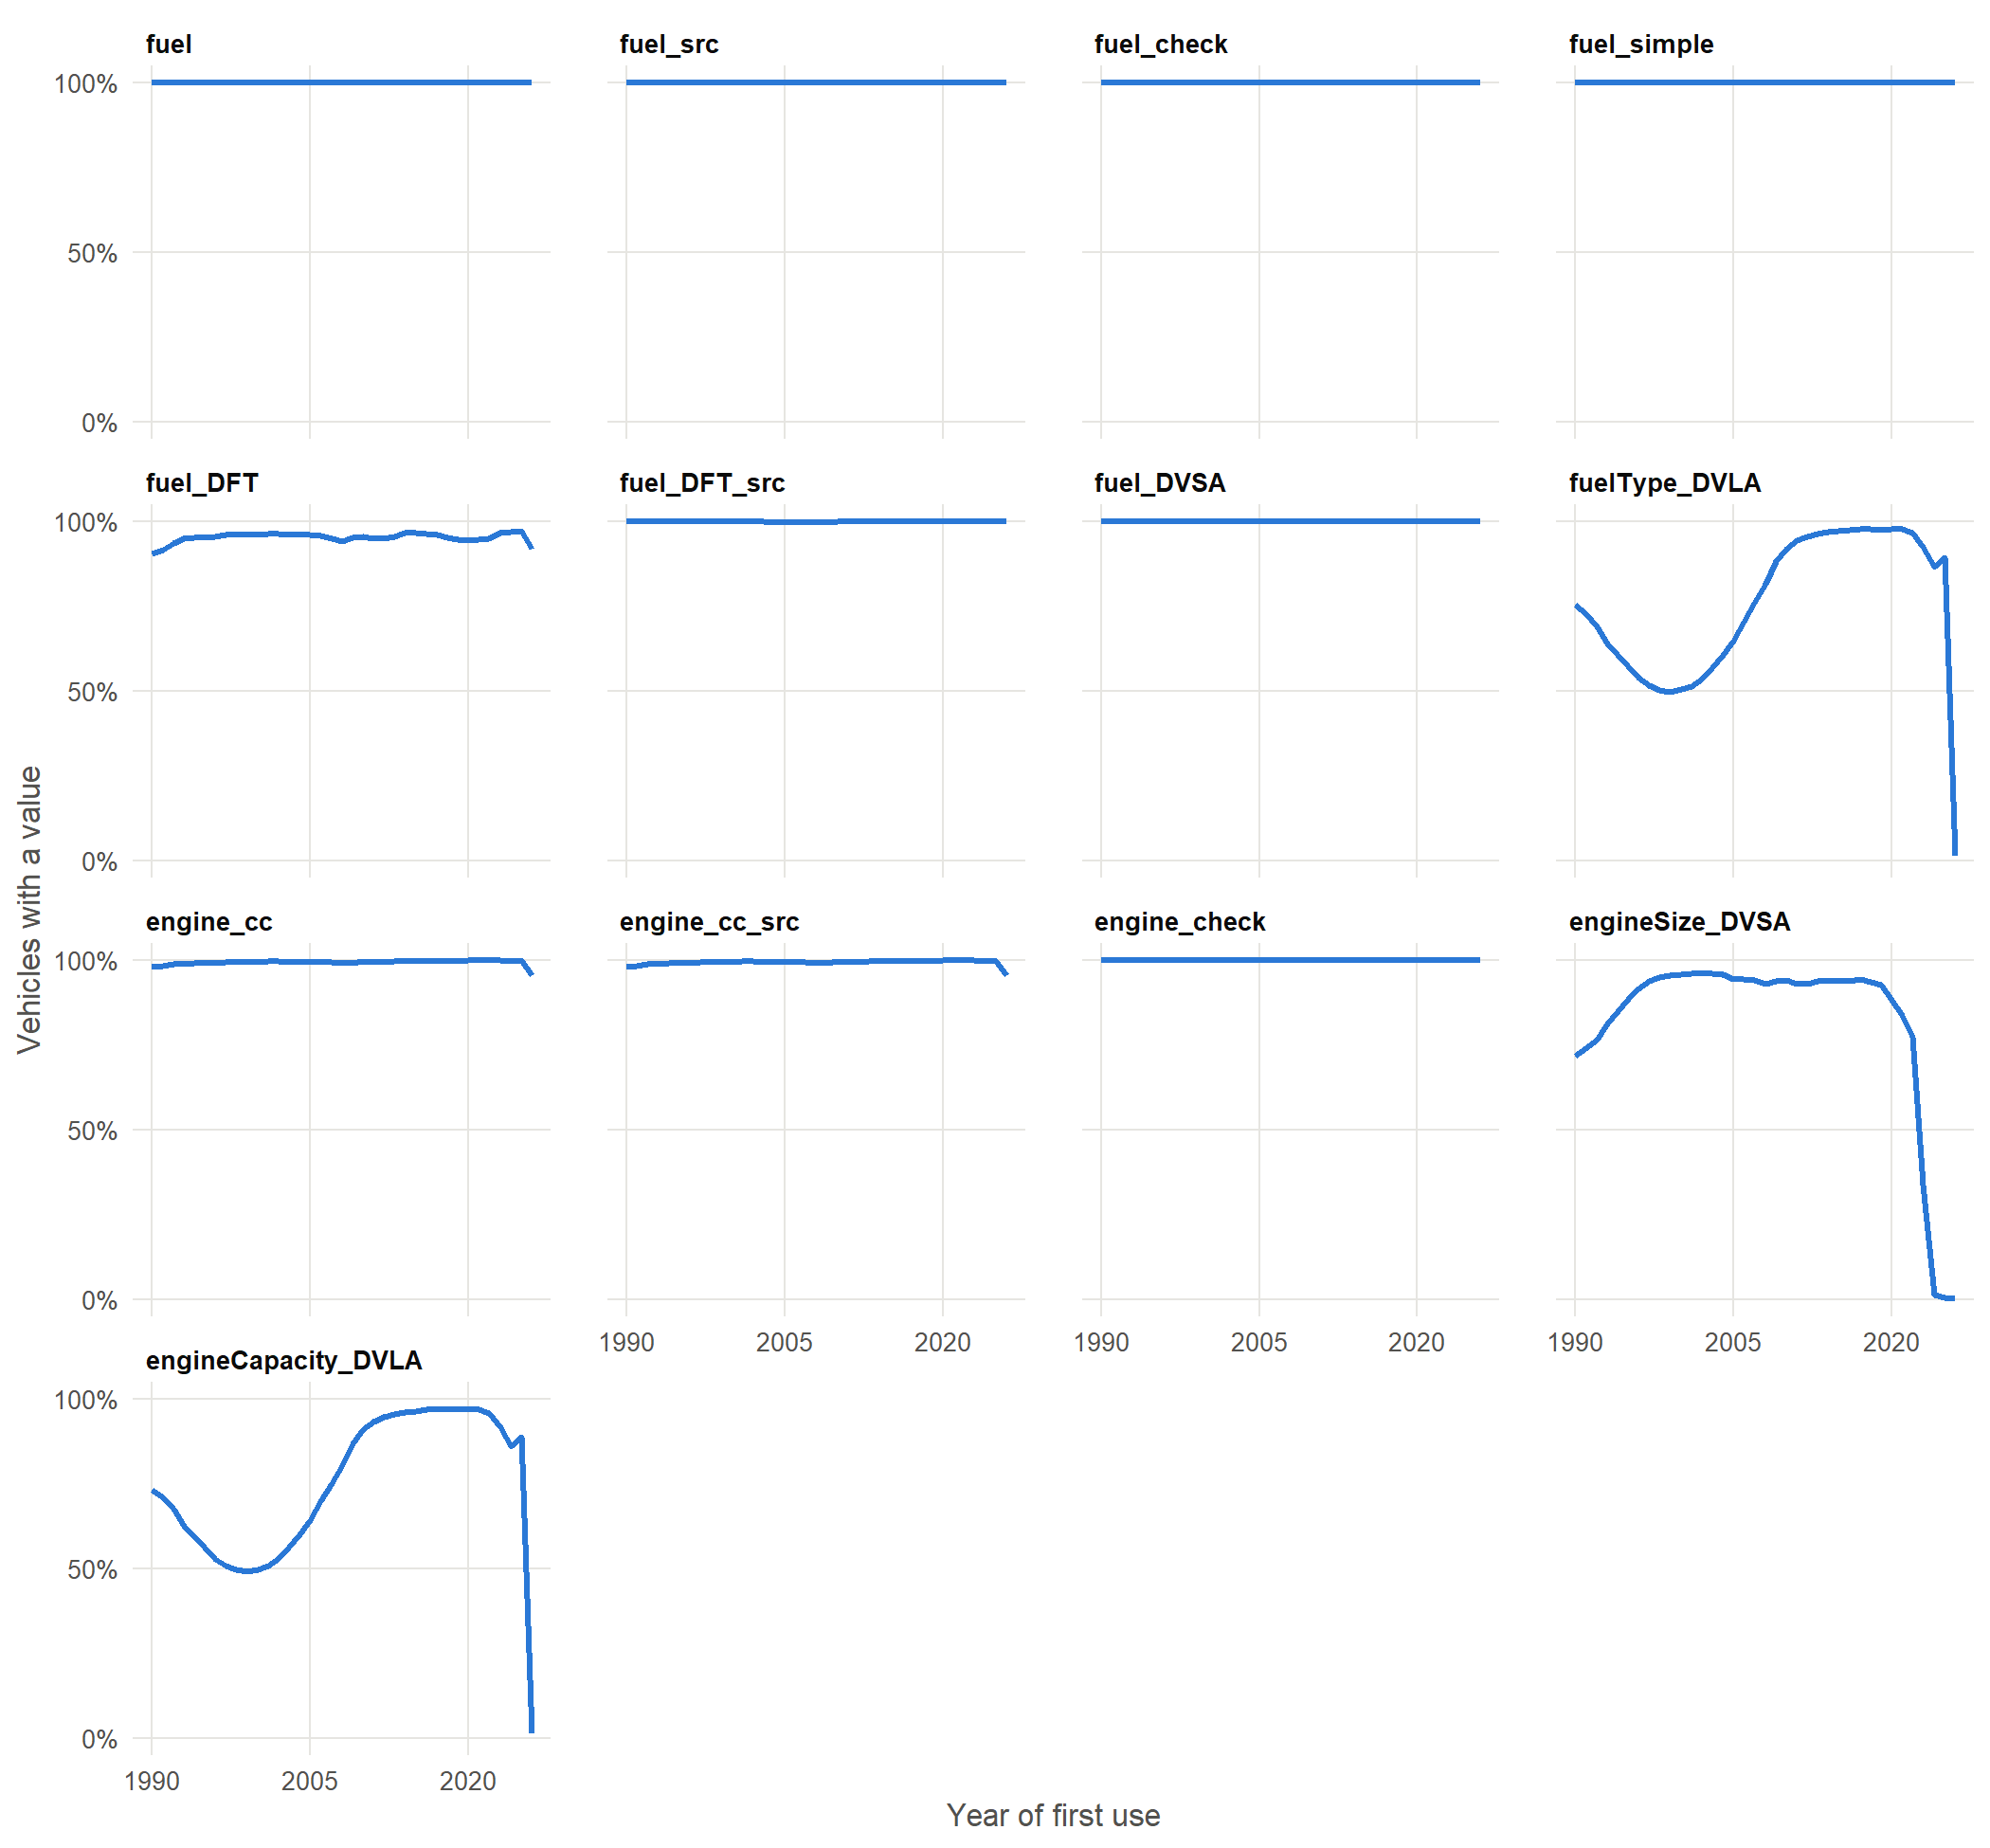 fuel
fuel_src
fuel_check
fuel_simple
100%
50%
0%
fuel_DFT
fuel_DFT_src
fuel_DVSA
fuelType_DVLA
100%
50%
0%
Vehicles with a value
engine_cc
engine_cc_src
engine_check
engineSize_DVSA
100%
50%
0%
1990 2005 2020
1990 2005 2020
1990 2005 2020
engineCapacity_DVLA
100%
50%
0%
1990 2005 2020
Year of first use